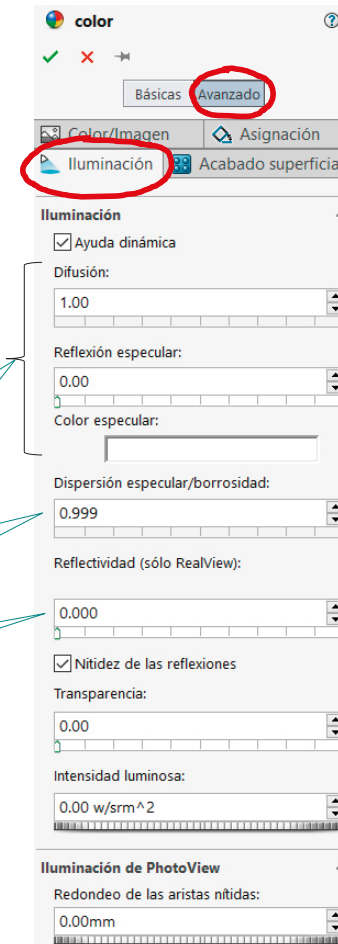 color
Básicas Avanzado
Color/Imagen Asignación
Iluminación Acabado superficia
Iluminación
Ayuda dinámica
Difusión:
1.00
Reflexión especular:
0.00
Color especular:
Dispersión especular/borrosidad:
0.999
Reflectividad (sólo RealView):
0.000
Nitidez de las reflexiones
Transparencia:
0.00
Intensidad luminosa:
0.00 w/srm^2
Iluminación de PhotoView
Redondeo de las aristas nítidas:
0.00mm